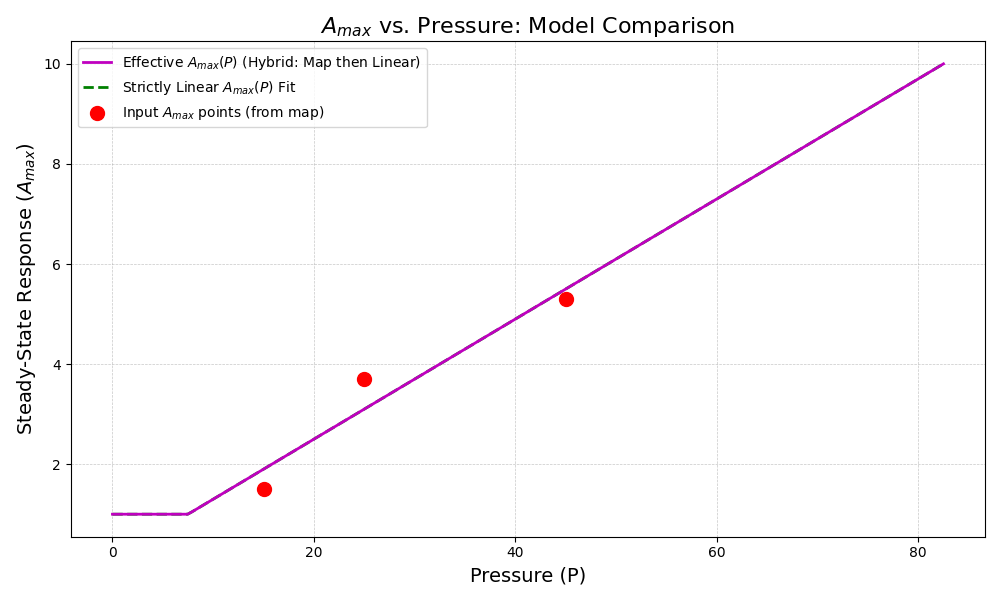 A_max vs. Pressure: Model Comparison
Effective A_max(P) (Hybrid: Map then Linear)
Strictly Linear A_max(P) Fit
Input A_max points (from map)
Steady-State Response (A_max)
10
8
6
4
2
0 20 40 60 80
Pressure (P)